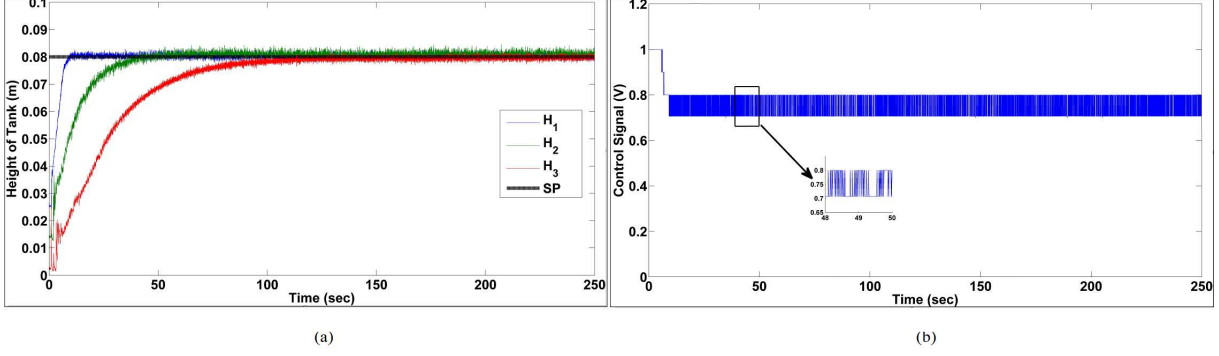 0.1
0.09
0.08
0.07
0.06
0.05
0.04
0.03
0.02
0.01
0
Height of Tank (m)
0 50 100 150 200 250
Time (sec)
H1
H2
H3
SP
(a)
1.2
1
0.8
0.6
0.4
0.2
0
Control Signal (V)
0.8
0.75
0.7
0.65
48 49 50
0 50 100 150 200 250
Time (sec)
(b)